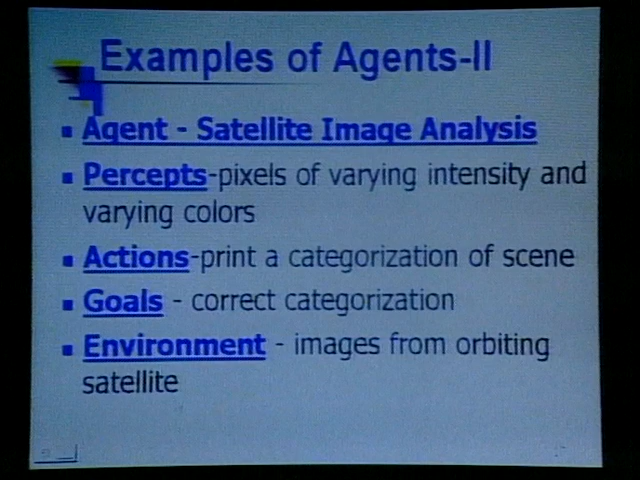 Examples of Agents-II
Agent - Satellite Image Analysis
Percepts-pixels of varying intensity and
varying colors
Actions-print a categorization of scene
Goals - correct categorization
Environment - images from orbiting
satellite